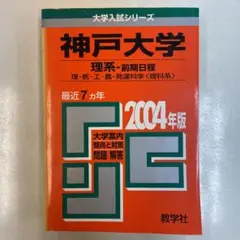 大学入試シリーズ
神戸大学
理系-前期日程
理・医・工・農・発達科学〈理科系〉
最近7ヵ年
2004年版
大学案内
傾向と対策
問題/解答
教学社